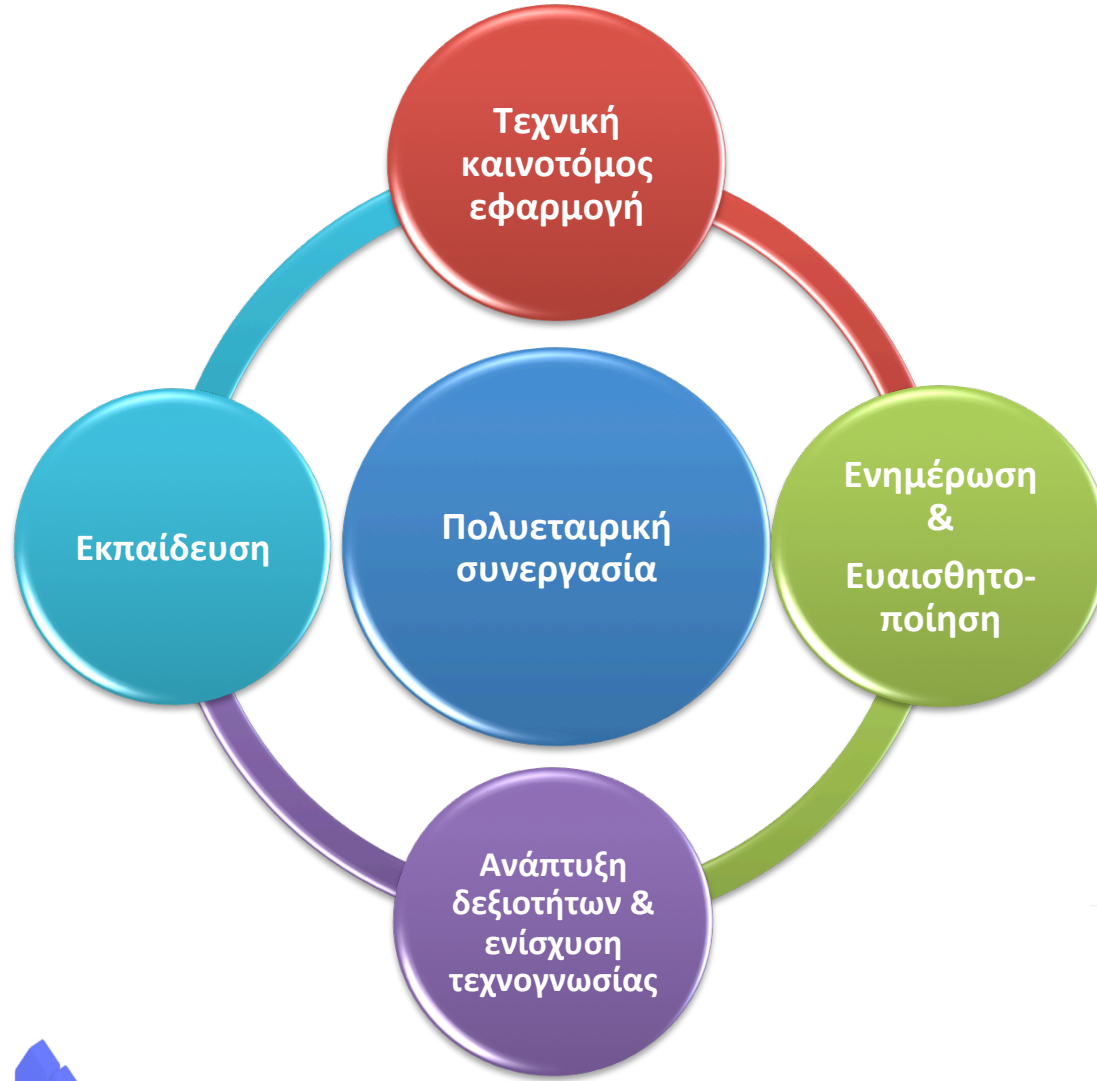 Τεχνική
καινοτόμος
εφαρμογή
Εκπαίδευση
Πολυεταιρική
συνεργασία
Ενημέρωση
&
Ευαισθητο-
ποίηση
Ανάπτυξη
δεξιοτήτων &
ενίσχυση
τεχνογνωσίας